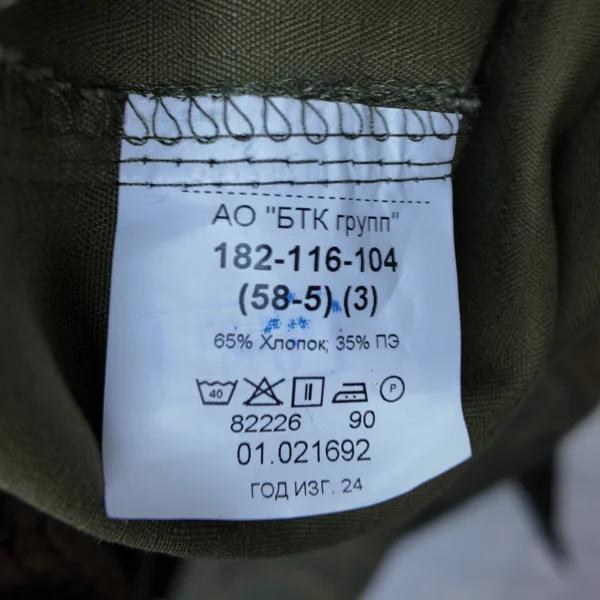 АО "БТК групп"
182-116-104
(58-5) (3)
65% Хлопок; 35% ПЭ
40 P
82226 90
01.021692
ГОД ИЗГ. 24